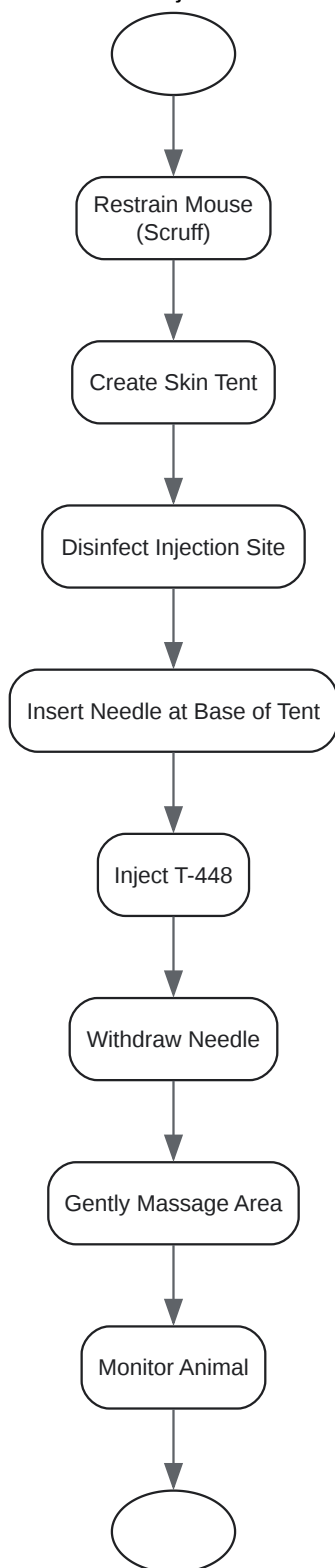 Restrain Mouse
(Scruff)
Create Skin Tent
Disinfect Injection Site
Insert Needle at Base of Tent
Inject T-448
Withdraw Needle
Gently Massage Area
Monitor Animal